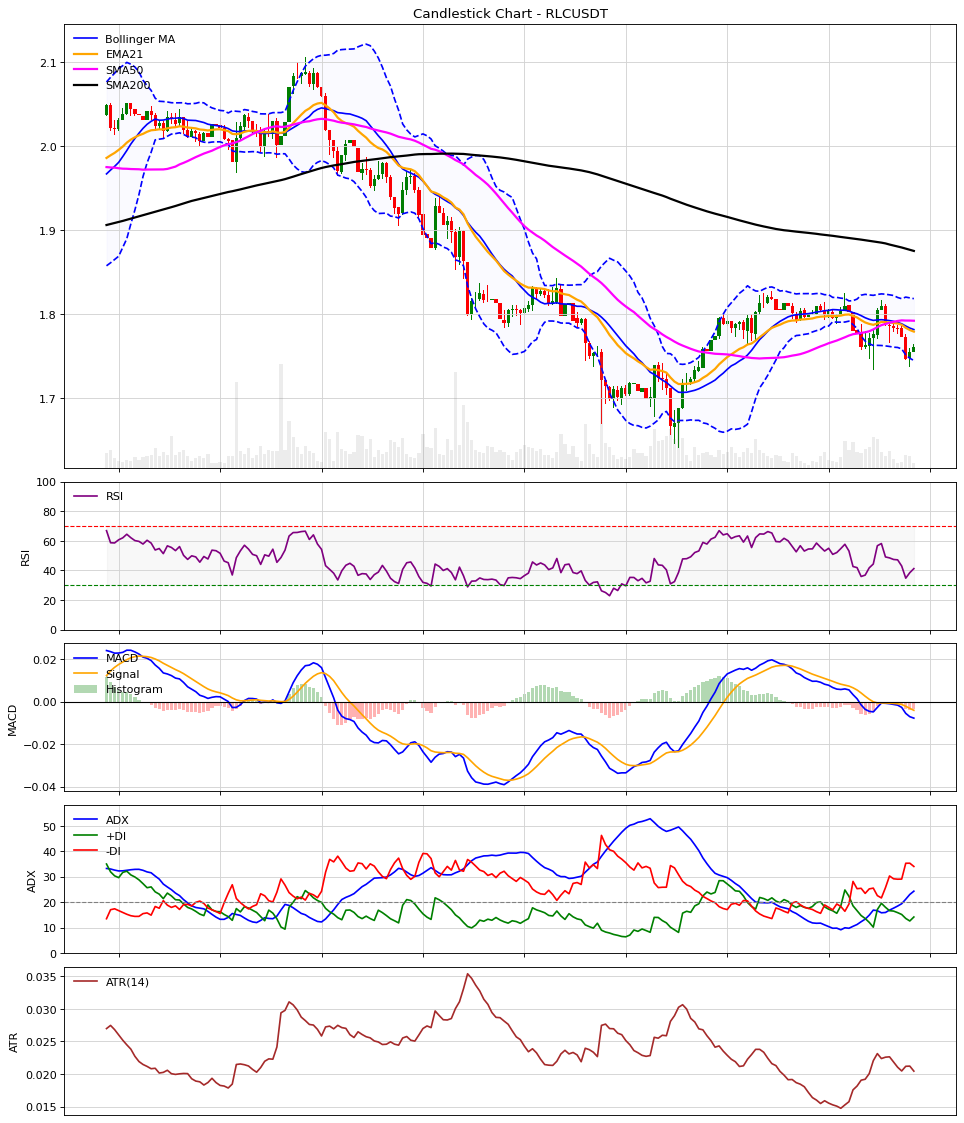 Candlestick Chart - RLCUSDT
Bollinger MA
EMA21
SMA50
SMA200
2.1
2.0
1.9
1.8
1.7
RSI
RSI
100
80
60
40
20
0
MACD
Signal
Histogram
MACD
0.02
0.00
−0.02
−0.04
ADX
+DI
-DI
ADX
50
40
30
20
10
0
ATR(14)
ATR
0.035
0.030
0.025
0.020
0.015